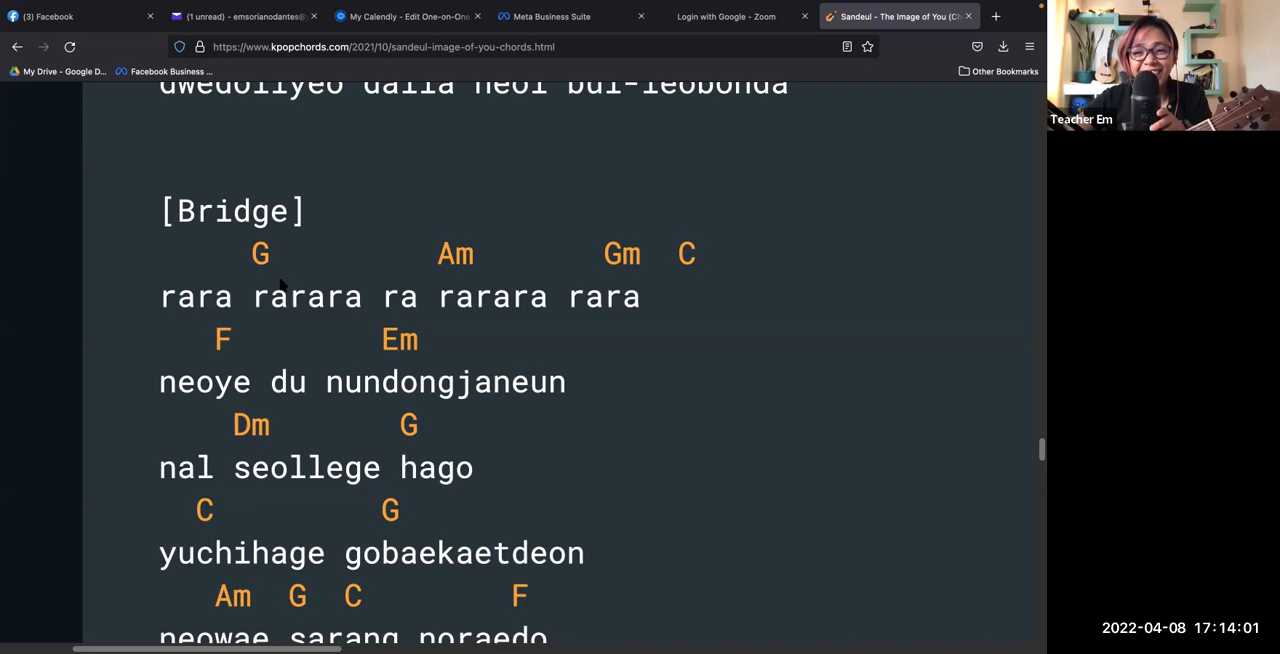 (3) Facebook
(1 unread) - emsorianodantes@
My Calendly - Edit One-on-One
Meta Business Suite
Login with Google - Zoom
Sandeul - The Image of You (Ch
https://www.kpopchords.com/2021/10/sandeul-image-of-you-chords.html
My Drive - Google D...
Facebook Business ...
Other Bookmarks
Teacher Em
[Bridge]
G Am Gm C
rara rarara ra rarara rara
F Em
neoye du nundongjaneun
Dm G
nal seollege hago
C G
yuchihage gobaekaetdeon
Am G C F
neowae sarang noraedo
2022-04-08 17:14:01